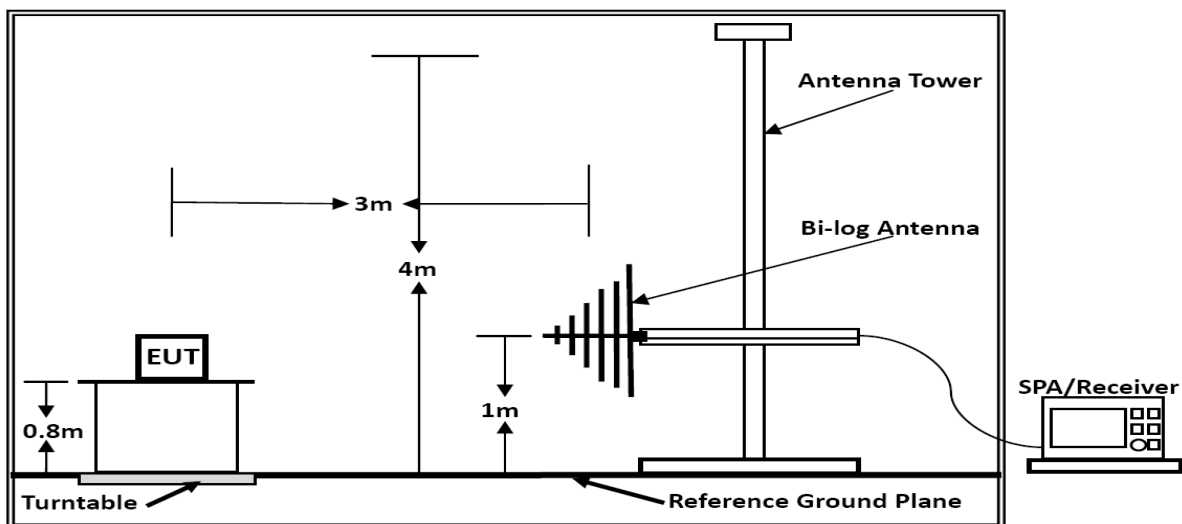 Antenna Tower
3m
Bi-log Antenna
4m
EUT
1m
0.8m
SPA/Receiver
Turntable
Reference Ground Plane